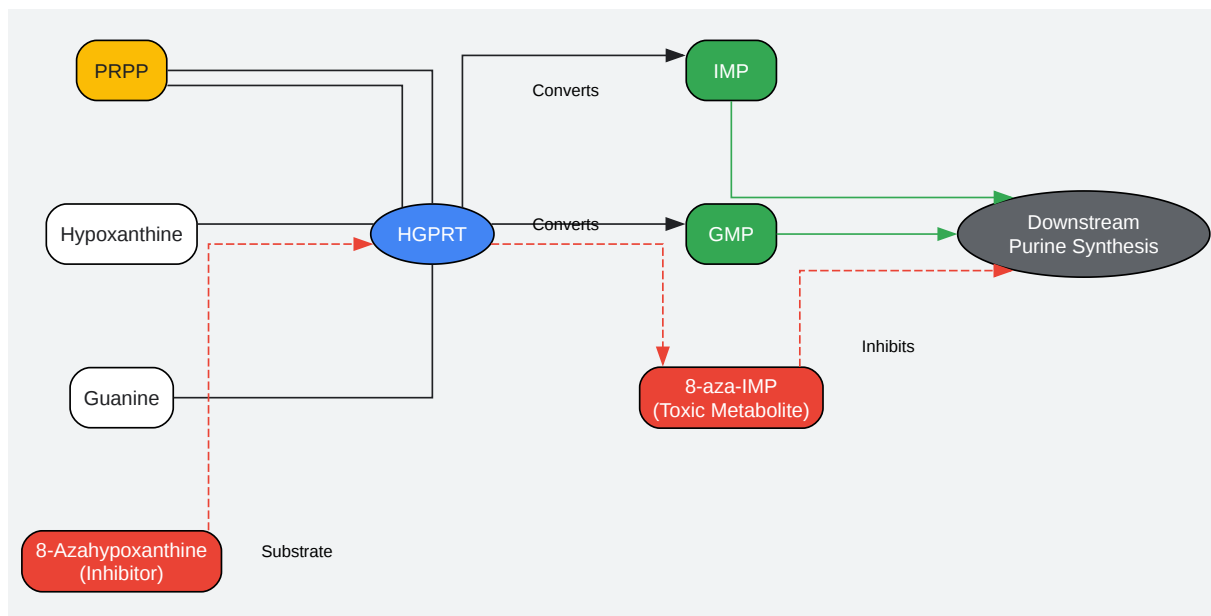 PRPP
IMP
Converts
Hypoxanthine
HGPRT
Converts
GMP
Downstream
Purine Synthesis
Inhibits
Guanine
8-aza-IMP
(Toxic Metabolite)
8-Azahypoxanthine
(Inhibitor)
Substrate